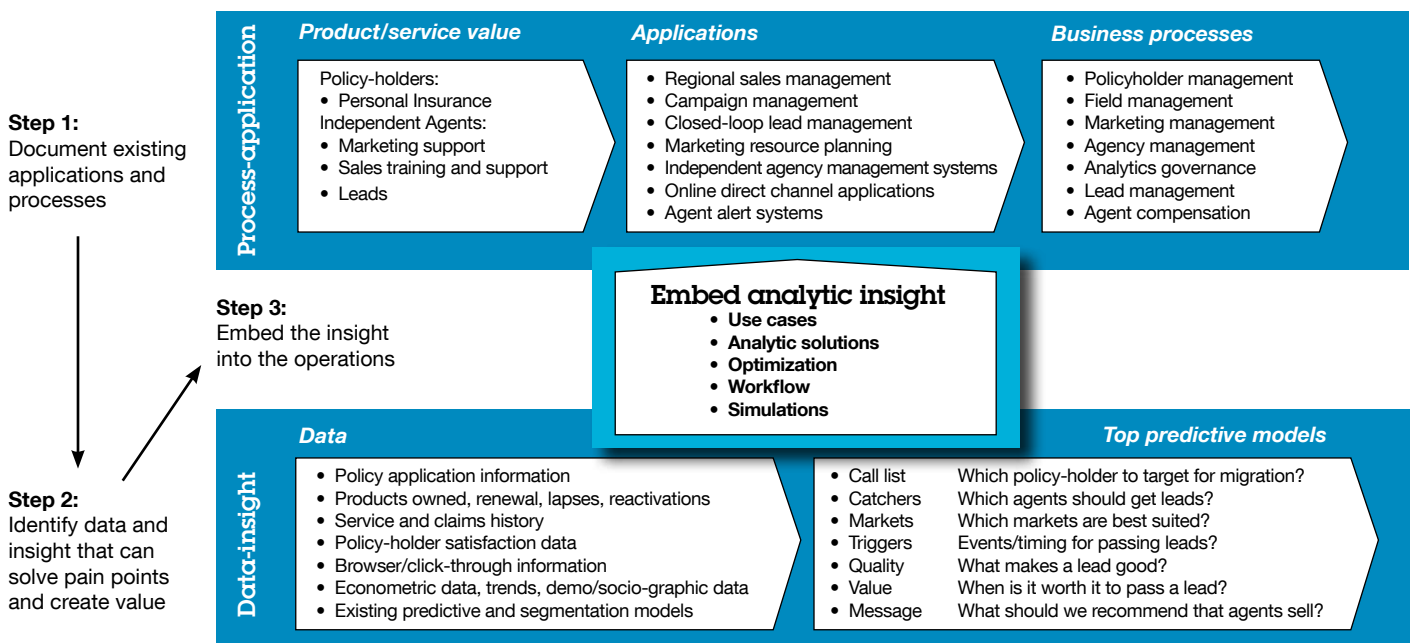 Step 1:
Document existing
applications and
processes
Process-application
Product/service value
Policy-holders:
• Personal Insurance
Independent Agents:
• Marketing support
• Sales training and support
• Leads
Applications
• Regional sales management
• Campaign management
• Closed-loop lead management
• Marketing resource planning
• Independent agency management systems
• Online direct channel applications
• Agent alert systems
Business processes
• Policyholder management
• Field management
• Marketing management
• Agency management
• Analytics governance
• Lead management
• Agent compensation
Step 3:
Embed the insight
into the operations
Embed analytic insight
• Use cases
• Analytic solutions
• Optimization
• Workflow
• Simulations
Step 2:
Identify data and
insight that can
solve pain points
and create value
Data-insight
Data
• Policy application information
• Products owned, renewal, lapses, reactivations
• Service and claims history
• Policy-holder satisfaction data
• Browser/click-through information
• Econometric data, trends, demo/socio-graphic data
• Existing predictive and segmentation models
Top predictive models
• Call list Which policy-holder to target for migration?
• Catchers Which agents should get leads?
• Markets Which markets are best suited?
• Triggers Events/timing for passing leads?
• Quality What makes a lead good?
• Value When is it worth it to pass a lead?
• Message What should we recommend that agents sell?